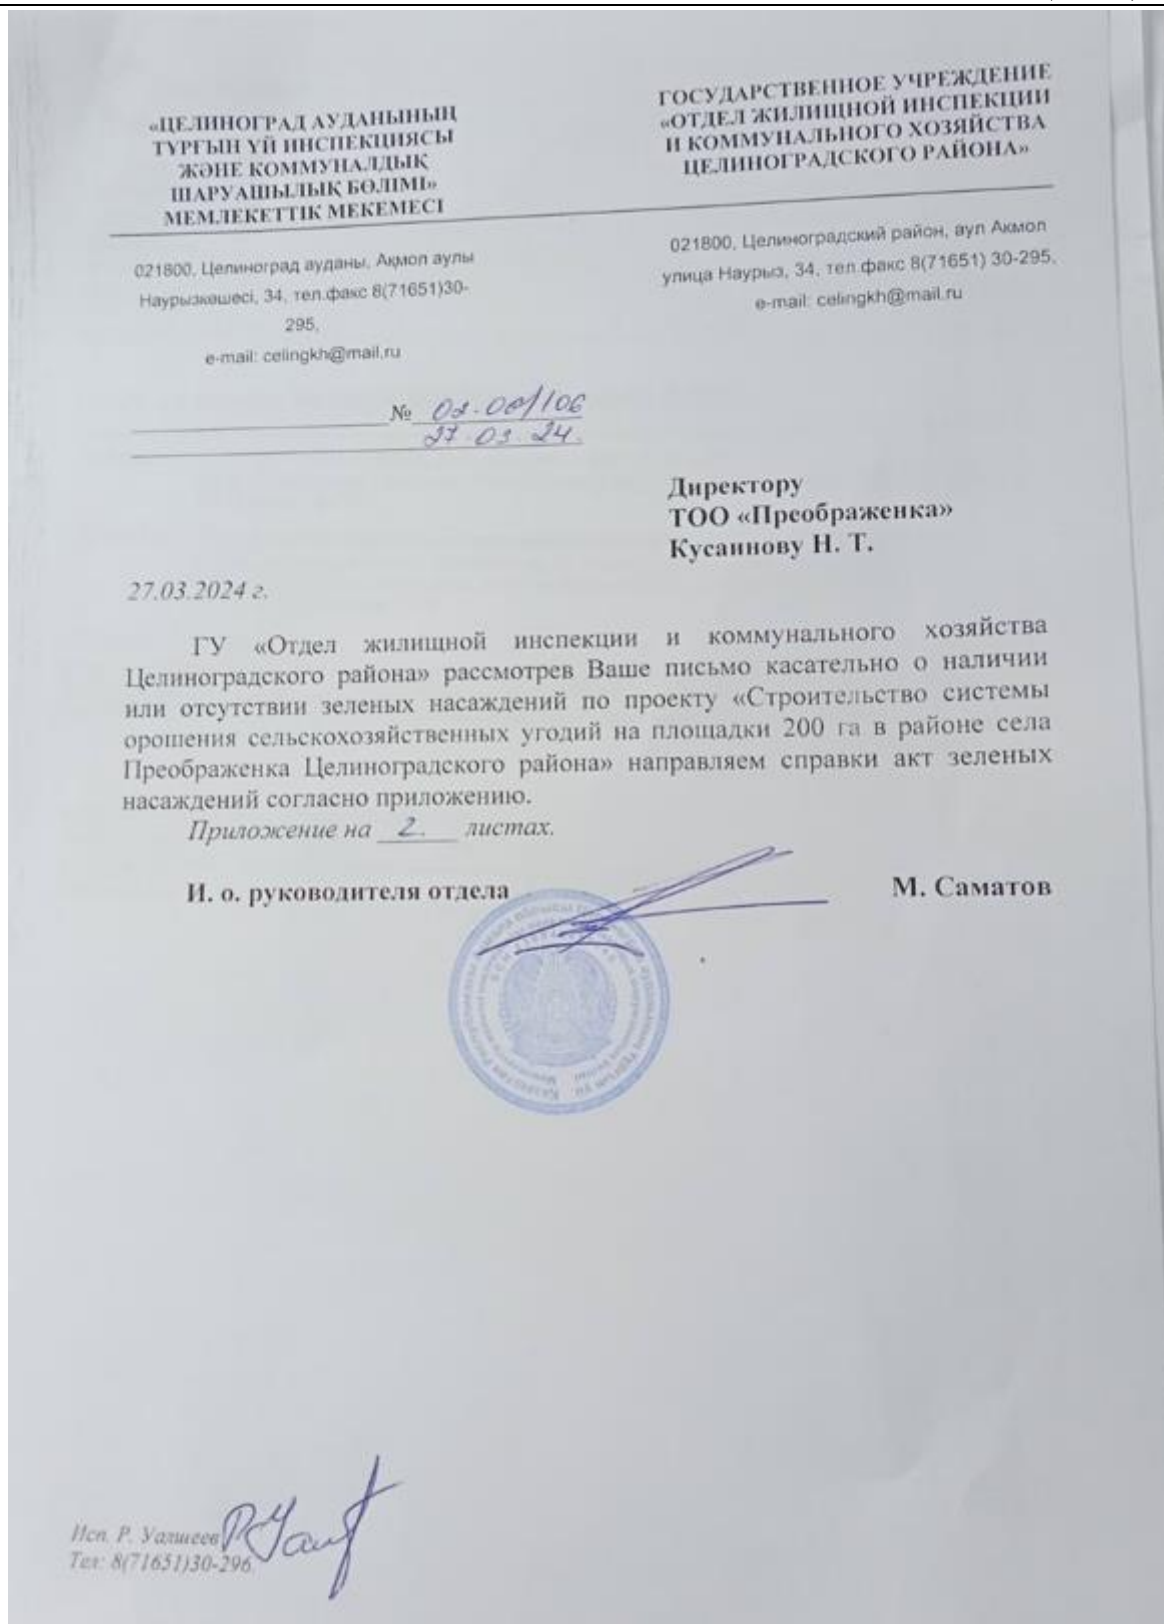 «ЦЕЛИНОГРАД АУДАНЫНЫҢ
ТҰРҒЫН ҮЙ ИНСПЕКЦИЯСЫ
ЖӘНЕ КОММУНАЛДЫҚ
ШАРУАШЫЛЫҚ БӨЛІМІ»
МЕМЛЕКЕТТІК МЕКЕМЕСІ
ГОСУДАРСТВЕННОЕ УЧРЕЖДЕНИЕ
«ОТДЕЛ ЖИЛИЩНОЙ ИНСПЕКЦИИ
И КОММУНАЛЬНОГО ХОЗЯЙСТВА
ЦЕЛИНОГРАДСКОГО РАЙОНА»
021800, Целиноград ауданы, Ақмол аулы
Наурызкөшесі, 34, тел.факс 8(71651)30-
295,
e-mail: celingkh@mail.ru
021800, Целиноградский район, аул Акмол
улица Наурыз, 34, тел.факс 8(71651) 30-295,
e-mail: celingkh@mail.ru
№ /106
27.03.24.
Директору
ТОО «Преображенка»
Кусаинову Н. Т.
27.03.2024 г.
ГУ «Отдел жилищной инспекции и коммунального хозяйства
Целиноградского района» рассмотрев Ваше письмо касательно о наличии
или отсутствии зеленых насаждений по проекту «Строительство системы
орошения сельскохозяйственных угодий на площадки 200 га в районе села
Преображенка Целиноградского района» направляем справки акт зеленых
насаждений согласно приложению.
Приложение на 2. листах.
И. о. руководителя отдела
М. Саматов
Исп. Р. Уалиеев
Тел: 8(71651)30-296.